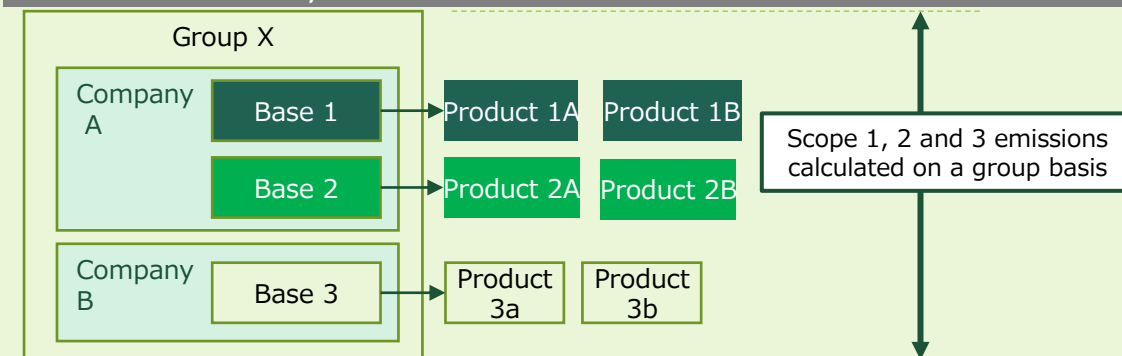 Group X
Company
A
Base 1
Product 1A
Product 1B
Base 2
Product 2A
Product 2B
Scope 1, 2 and 3 emissions
calculated on a group basis
Company
B
Base 3
Product
3a
Product
3b